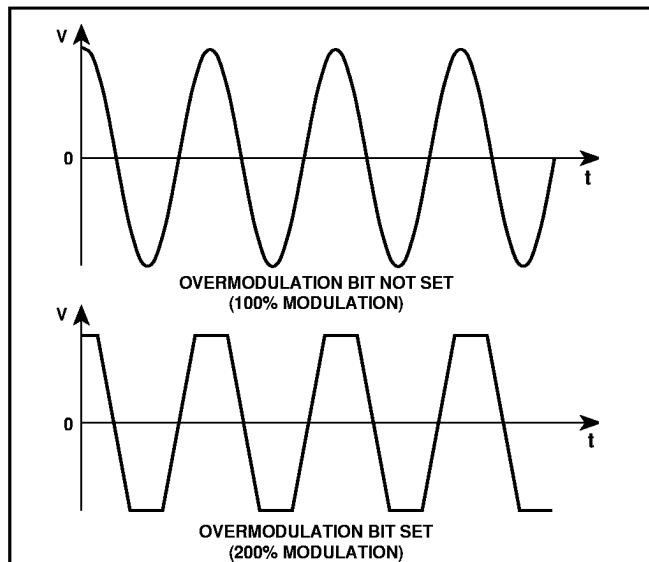 V
0
t
OVERMODULATION BIT NOT SET
(100% MODULATION)
V
0
t
OVERMODULATION BIT SET
(200% MODULATION)